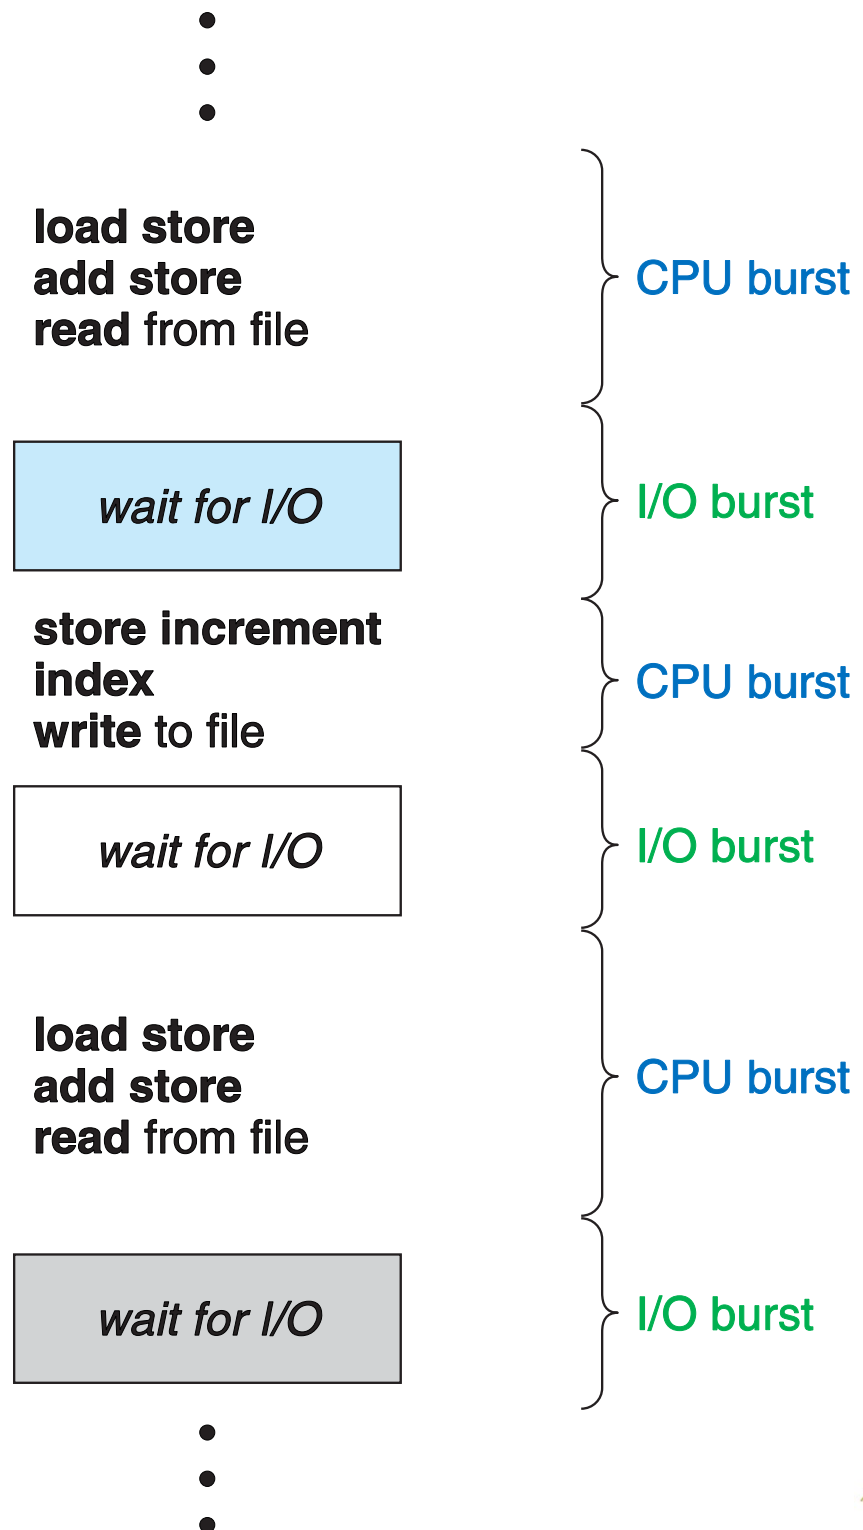 load store
add store
read from file
CPU burst
wait for I/O
I/O burst
store increment
index
write to file
CPU burst
wait for I/O
I/O burst
load store
add store
read from file
CPU burst
wait for I/O
I/O burst